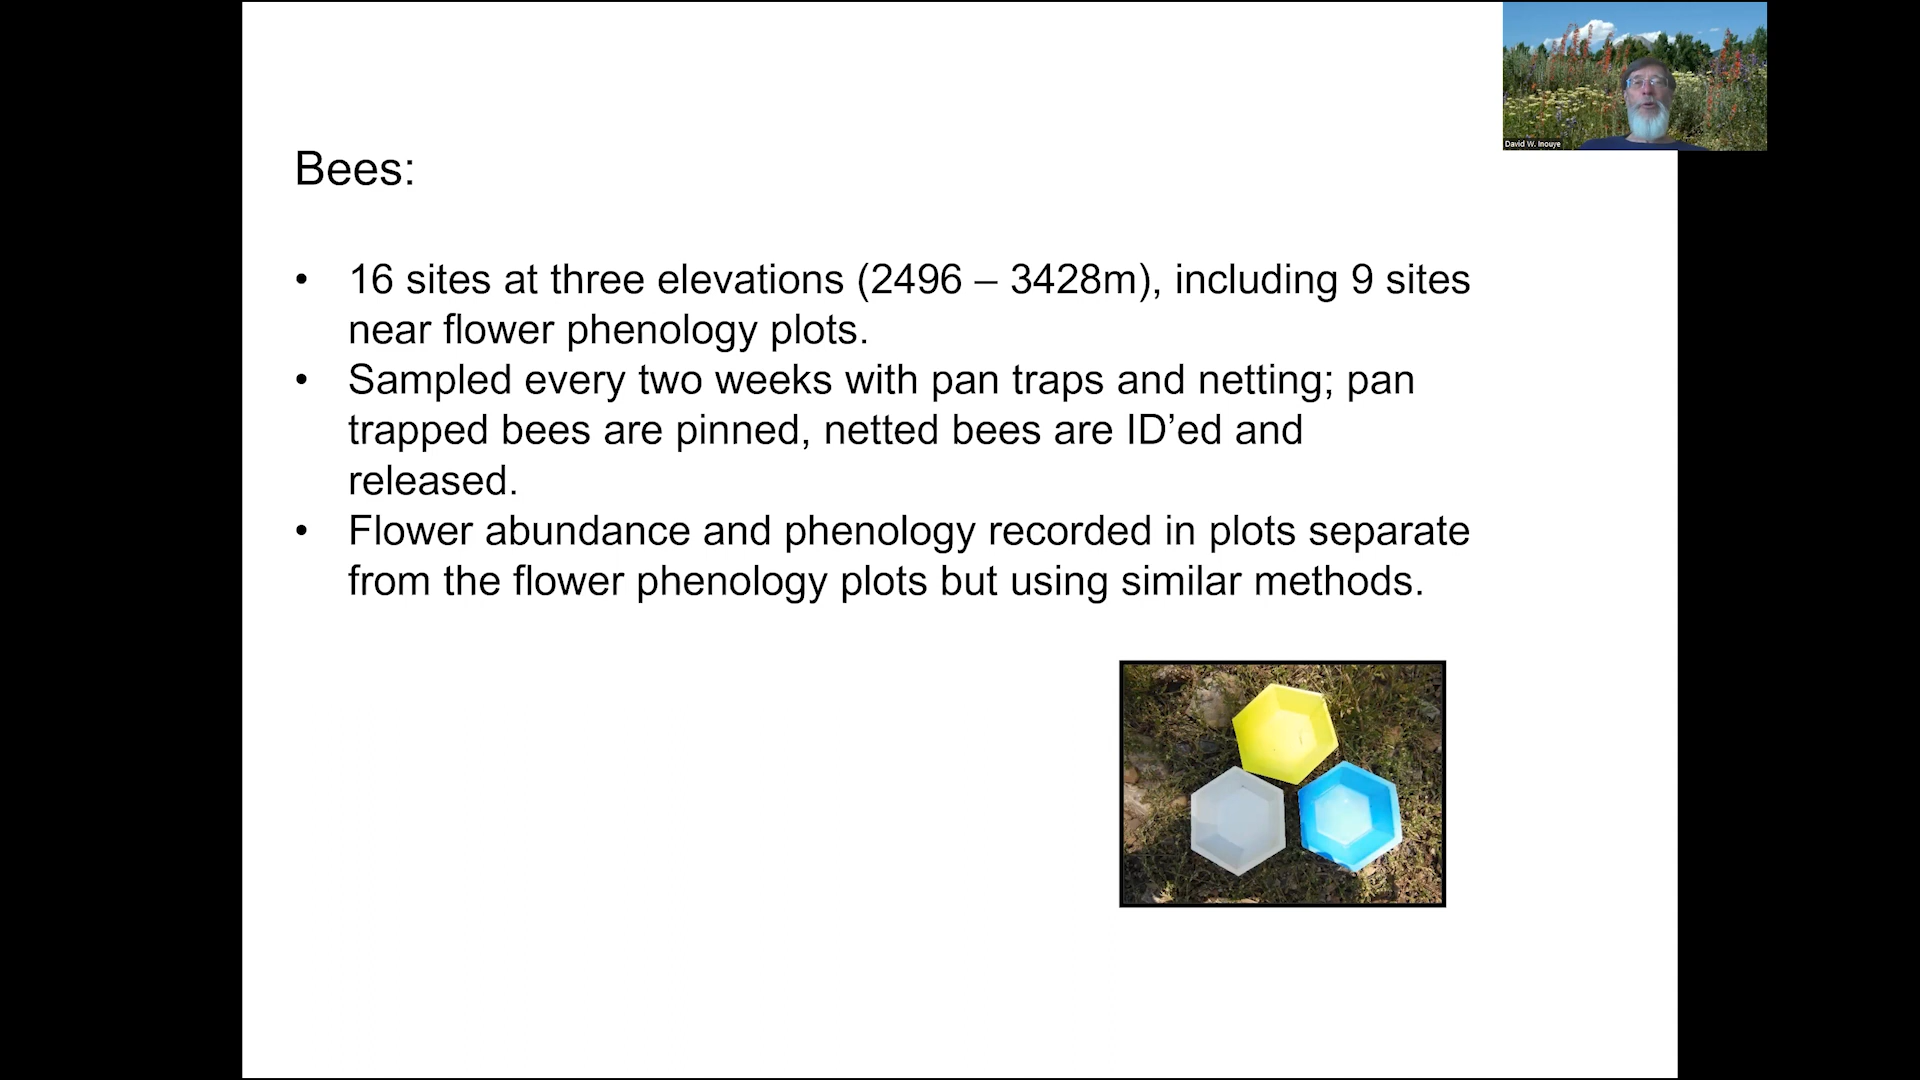 David W. Inouye
Bees:
• 16 sites at three elevations (2496 – 3428m), including 9 sites
near flower phenology plots.
• Sampled every two weeks with pan traps and netting; pan
trapped bees are pinned, netted bees are ID’ed and
released.
• Flower abundance and phenology recorded in plots separate
from the flower phenology plots but using similar methods.